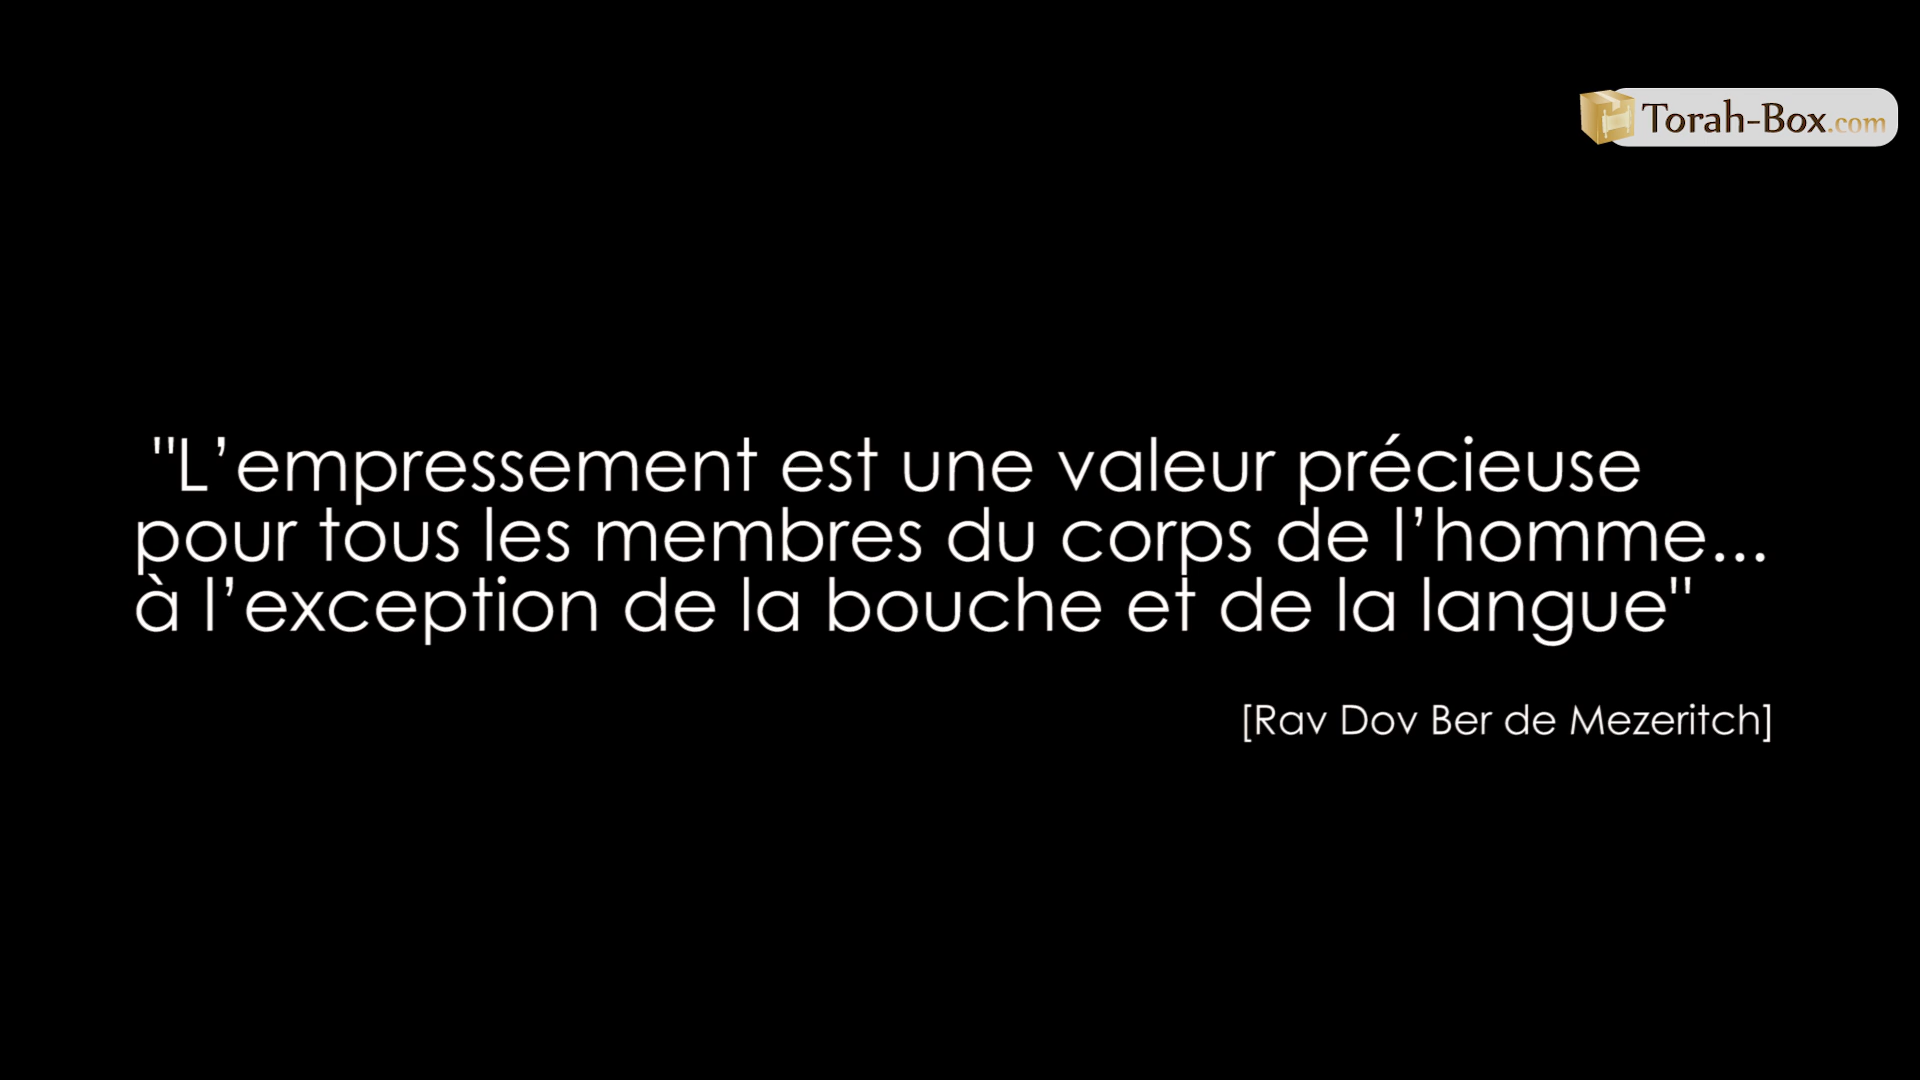 Torah-Box.com
"L’empressement est une valeur précieuse
pour tous les membres du corps de l’homme...
à l’exception de la bouche et de la langue"
[Rav Dov Ber de Mezeritch]